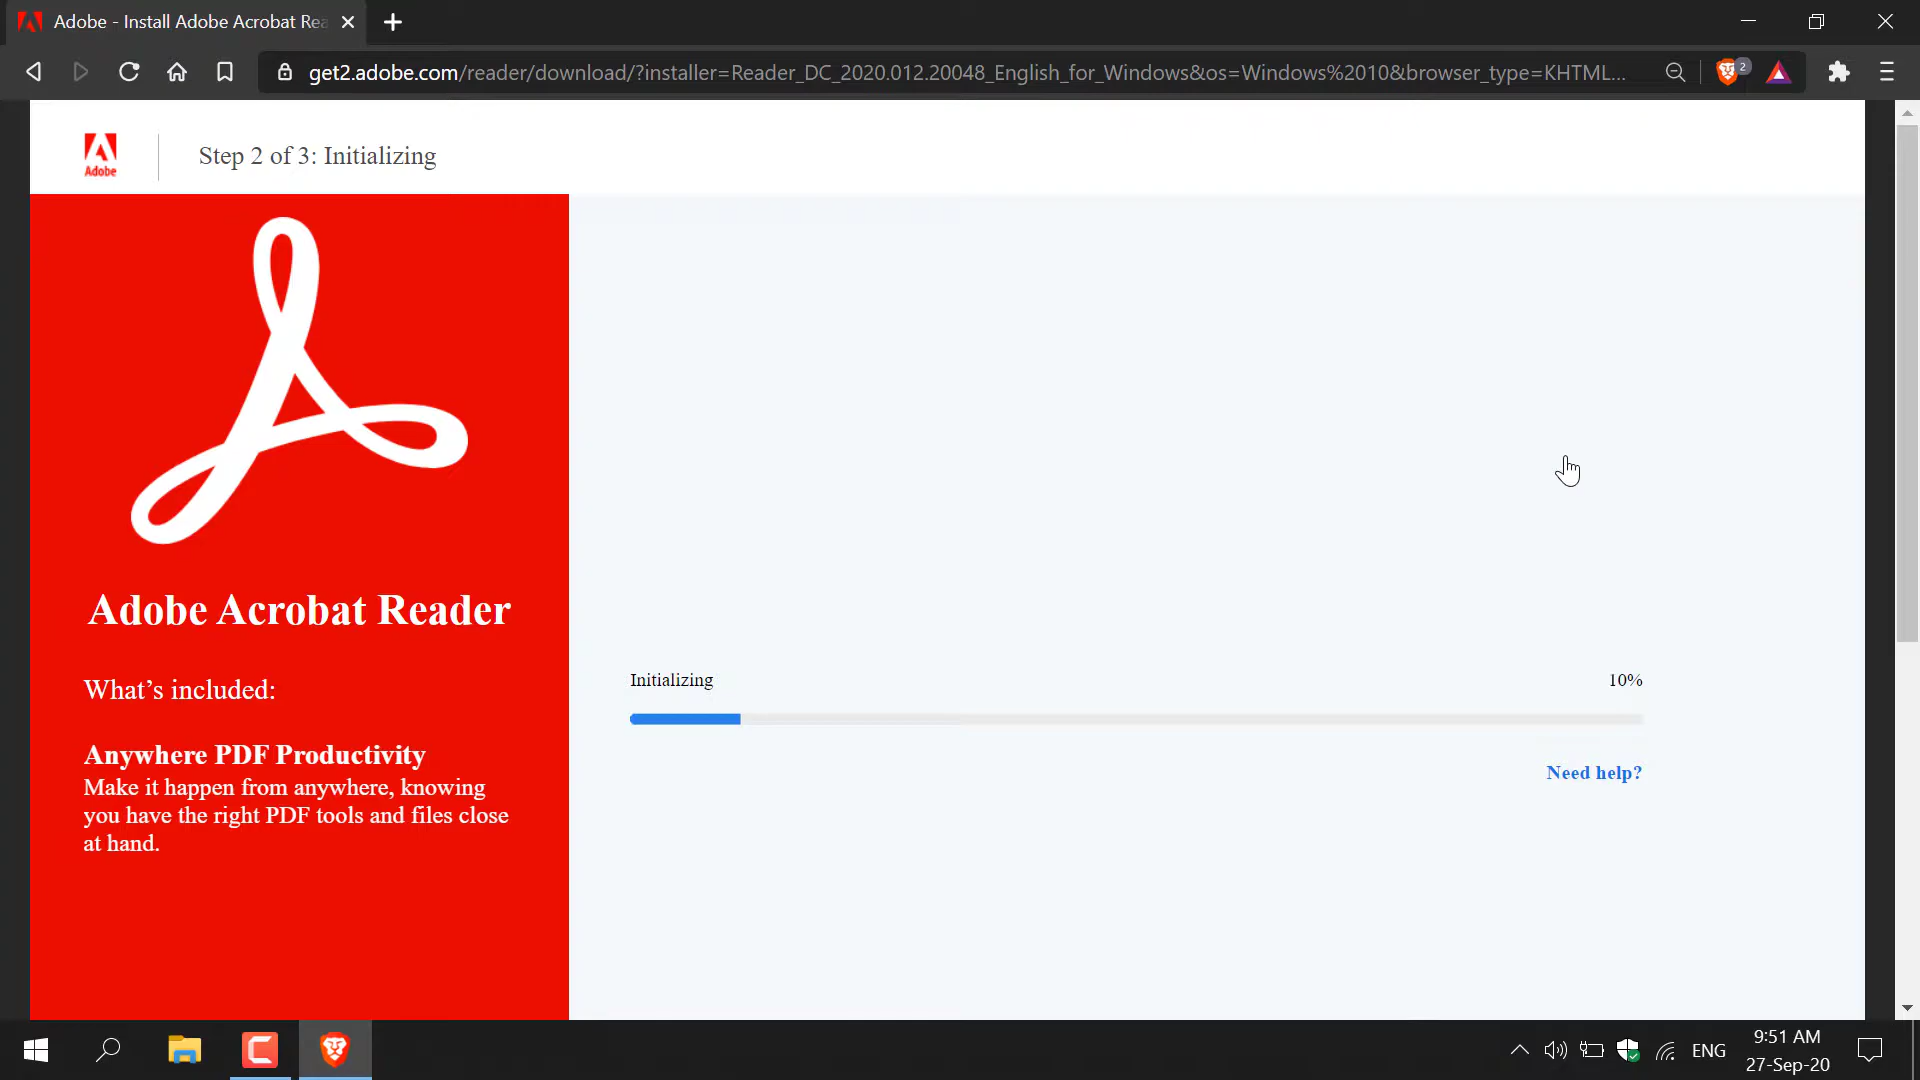 Adobe - Install Adobe Acrobat Rea
get2.adobe.com/reader/download/?installer=Reader_DC_2020.012.20048_English_for_Windows&os=Windows%2010&browser_type=KHTML...
2
Adobe
Step 2 of 3: Initializing
Adobe Acrobat Reader
What’s included:
Anywhere PDF Productivity
Make it happen from anywhere, knowing
you have the right PDF tools and files close
at hand.
Initializing 10%
Need help?
ENG
9:51 AM
27-Sep-20